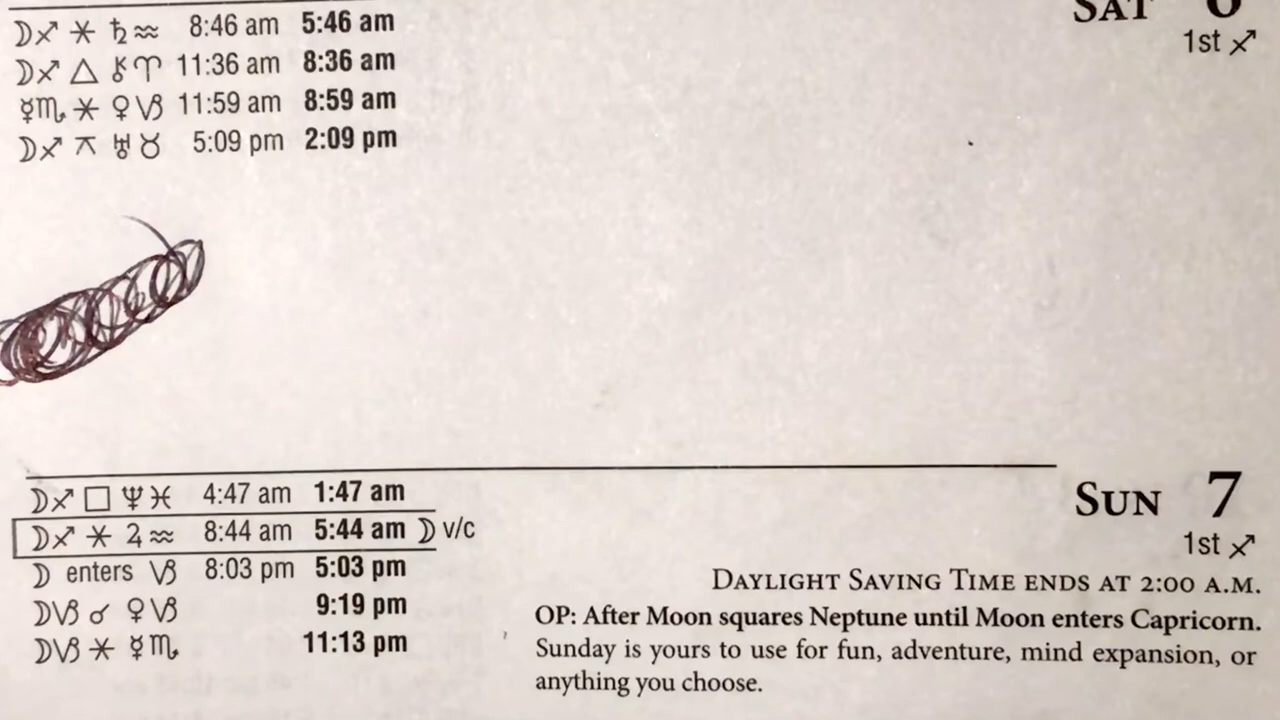 ☽♐ ⚹ ♄♒ 8:46 am 5:46 am
SAT 6
☽♐ △ ⚷♈ 11:36 am 8:36 am
1st ♐
☿♏ ⚹ ♀♑ 11:59 am 8:59 am
☽♐ ⚻ ♅♉ 5:09 pm 2:09 pm
☽♐ □ ♆♓ 4:47 am 1:47 am
SUN 7
☽♐ ⚹ ♃♒ 8:44 am 5:44 am ☽ v/c
1st ♐
☽ enters ♑ 8:03 pm 5:03 pm
☽♑ ☌ ♀♑ 9:19 pm
☽♑ ⚹ ☿♏ 11:13 pm
DAYLIGHT SAVING TIME ENDS AT 2:00 A.M.
OP: After Moon squares Neptune until Moon enters Capricorn.
Sunday is yours to use for fun, adventure, mind expansion, or
anything you choose.